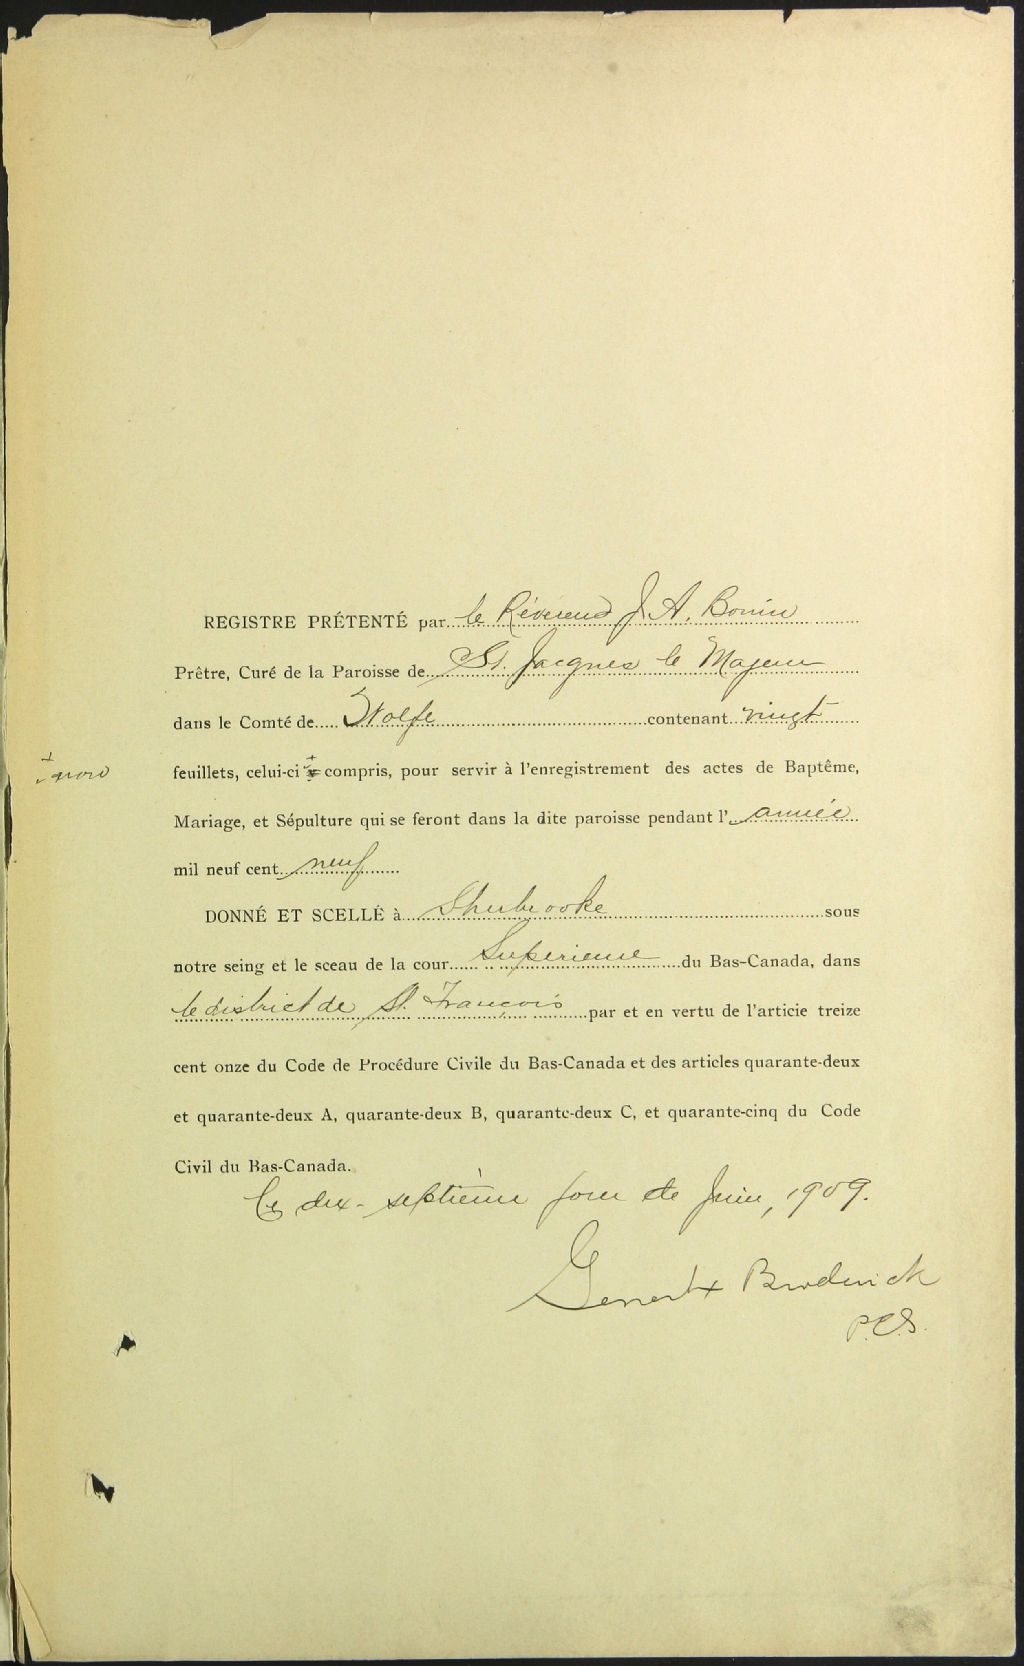 REGISTRE PRÉTENTÉ par le Révérend J. A. Bonin
Prêtre, Curé de la Paroisse de St. Jacques le Majeur
dans le Comté de Wolfe contenant vingt
feuillets, celui-ci + compris, pour servir à l'enregistrement des actes de Baptême,
Mariage, et Sépulture qui se feront dans la dite paroisse pendant l'année
mil neuf cent neuf
DONNÉ ET SCELLÉ à Sherbrooke sous
notre seing et le sceau de la cour Supérieure du Bas-Canada, dans
le district de St. François par et en vertu de l'articie treize
cent onze du Code de Procédure Civile du Bas-Canada et des articles quarante-deux
et quarante-deux A, quarante-deux B, quarante-deux C, et quarante-cinq du Code
Civil du Bas-Canada.
Ce dix-septième jour de Juin, 1909.
Broderick
P.C.S.